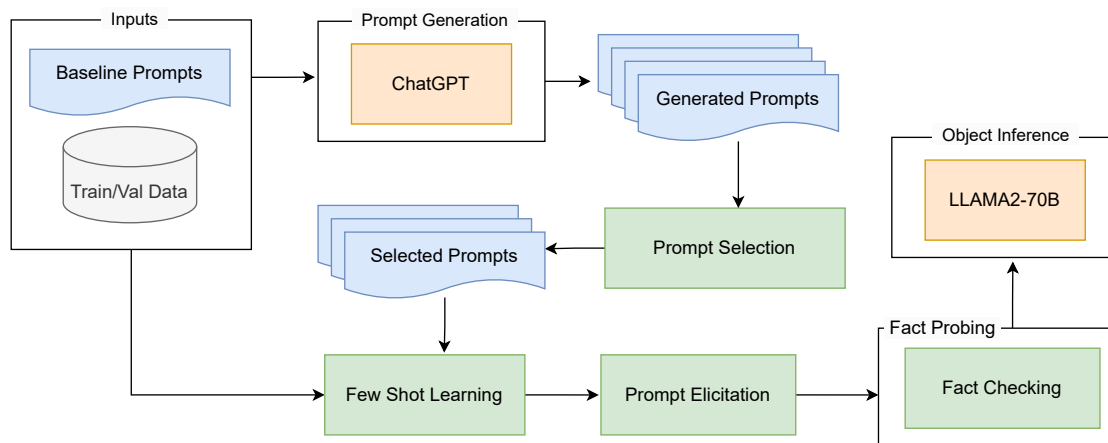 Inputs
Prompt Generation
Baseline Prompts
ChatGPT
Generated Prompts
Train/Val Data
Object Inference
LLAMA2-70B
Selected Prompts
Prompt Selection
Fact Probing
Few Shot Learning
Prompt Elicitation
Fact Checking